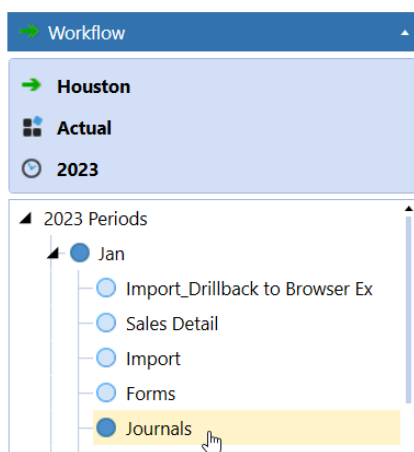 Workflow
Houston
Actual
2023
2023 Periods
Jan
Import_Drillback to Browser Ex
Sales Detail
Import
Forms
Journals